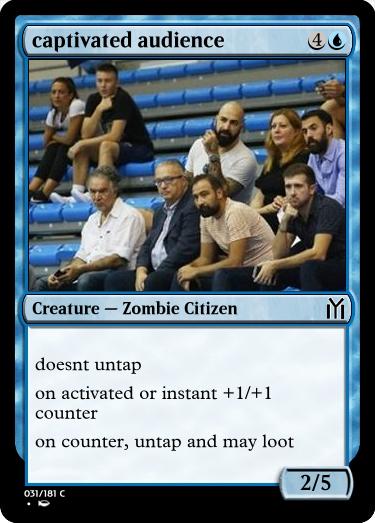 captivated audience 4
Creature — Zombie Citizen
doesnt untap
on activated or instant +1/+1
counter
on counter, untap and may loot
2/5
031/181 C